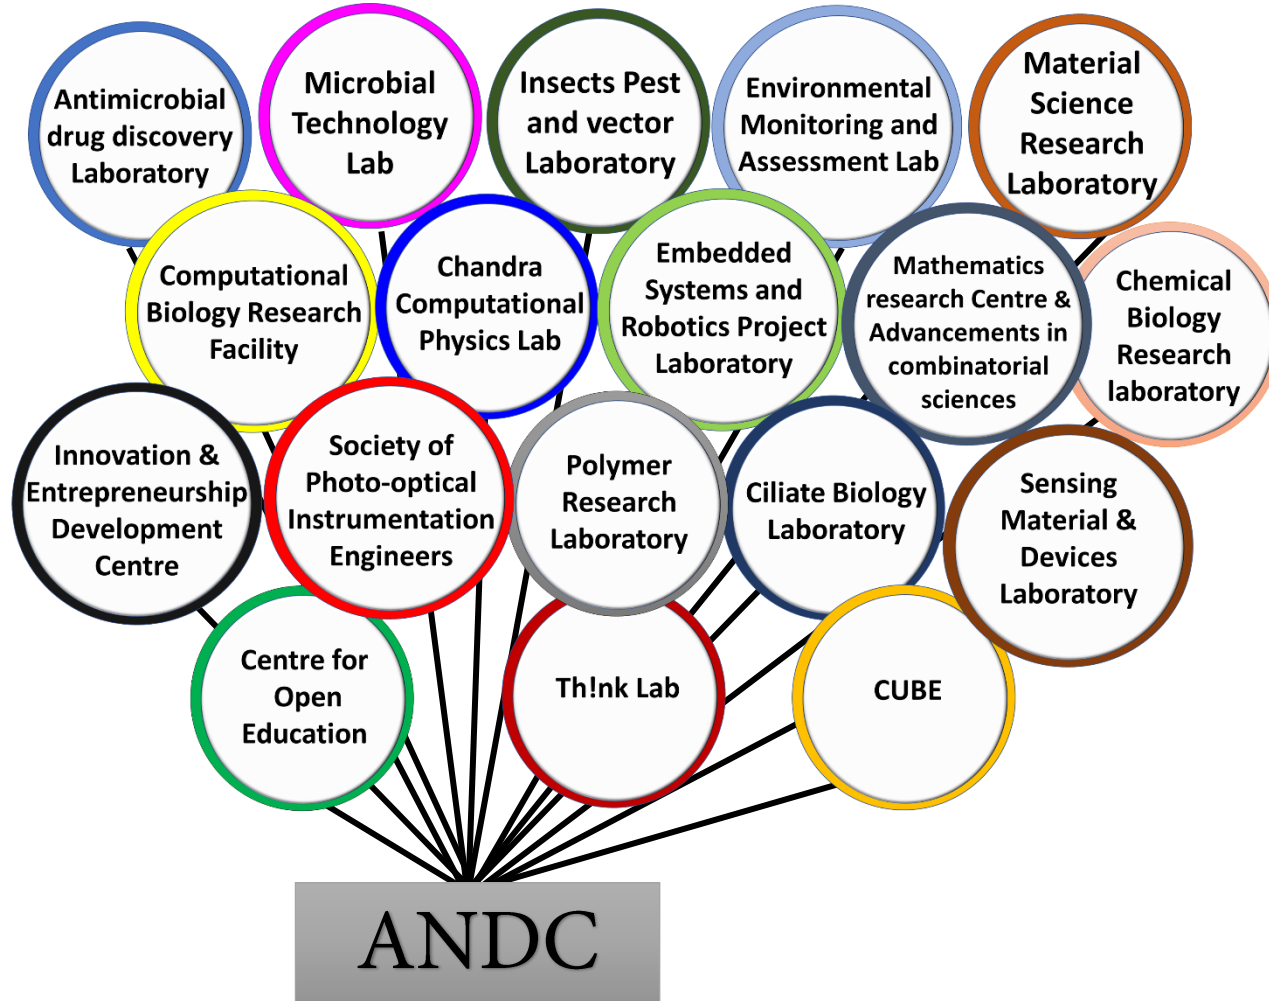 Antimicrobial
drug discovery
Laboratory
Microbial
Technology
Lab
Insects Pest
and vector
Laboratory
Environmental
Monitoring and
Assessment Lab
Material
Science
Research
Laboratory
Computational
Biology Research
Facility
Chandra
Computational
Physics Lab
Embedded
Systems and
Robotics Project
Laboratory
Mathematics
research Centre &
Advancements in
combinatorial
sciences
Chemical
Biology
Research
laboratory
Innovation &
Entrepreneurship
Development
Centre
Society of
Photo-optical
Instrumentation
Engineers
Polymer
Research
Laboratory
Ciliate Biology
Laboratory
Sensing
Material &
Devices
Laboratory
Centre for
Open
Education
Th!nk Lab
CUBE
ANDC